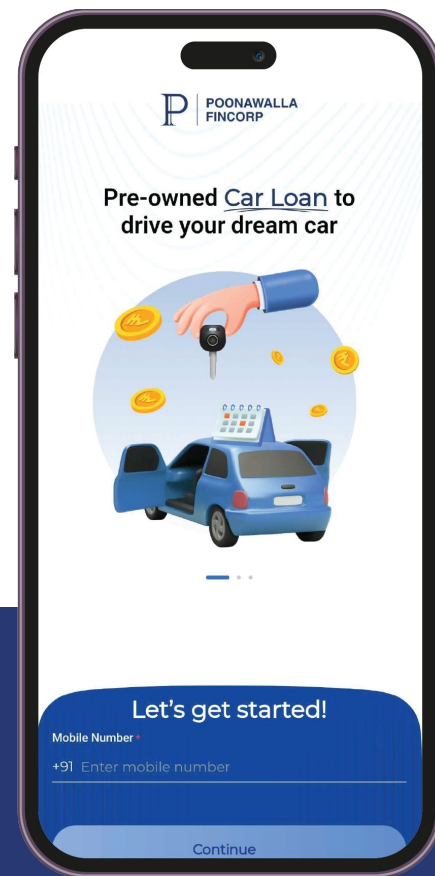 POONAWALLA
FINCORP
Pre-owned Car Loan to
drive your dream car
Let's get started!
Mobile Number *
+91 Enter mobile number
Continue